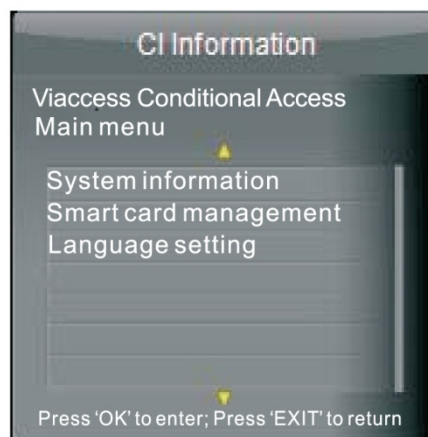 CI Information
Viaccess Conditional Access
Main menu
System information
Smart card management
Language setting
Press ‘OK’ to enter; Press ‘EXIT’ to return